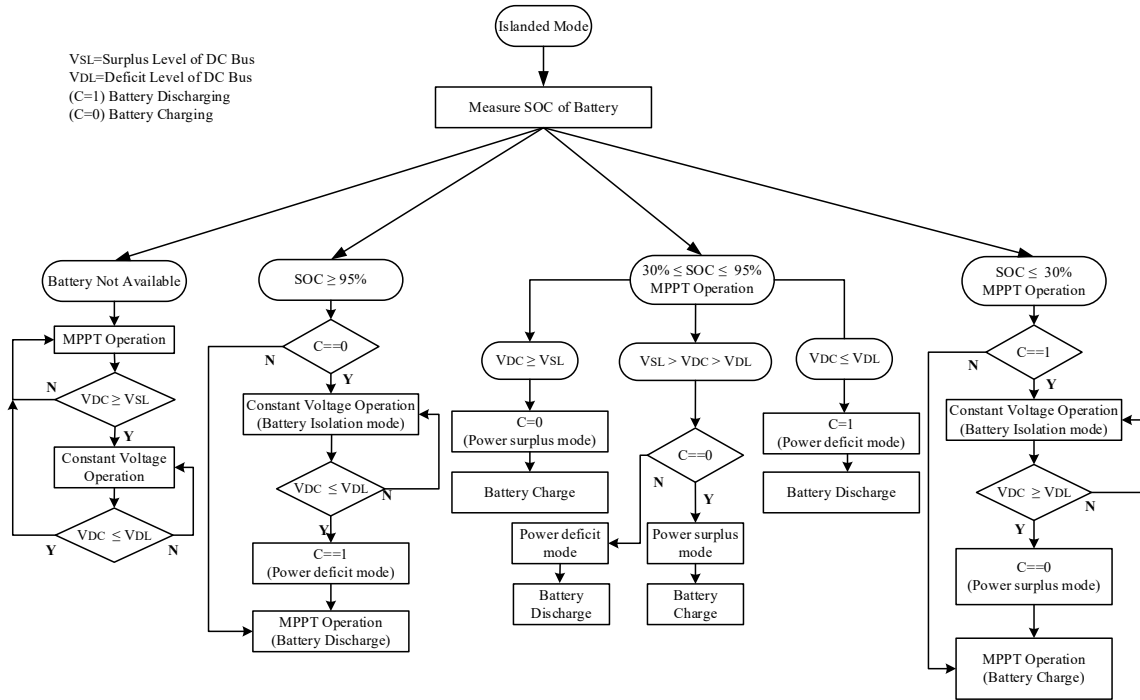 Islanded Mode
VSL=Surplus Level of DC Bus
VDL=Deficit Level of DC Bus
(C=1) Battery Discharging
(C=0) Battery Charging
Measure SOC of Battery
Battery Not Available
MPPT Operation
N
VDC ≥ VSL
Y
Constant Voltage
Operation
VDC ≤ VDL
Y
N
SOC ≥ 95%
C==0
N
Y
Constant Voltage Operation
(Battery Isolation mode)
VDC ≤ VDL
N
Y
C==1
(Power deficit mode)
MPPT Operation
(Battery Discharge)
30% ≤ SOC ≤ 95%
MPPT Operation
VDC ≥ VSL
C=0
(Power surplus mode)
Battery Charge
VSL > VDC > VDL
C==0
N
Y
Power deficit
mode
Battery
Discharge
Power surplus
mode
Battery
Charge
VDC ≤ VDL
C=1
(Power deficit mode)
Battery Discharge
SOC ≤ 30%
MPPT Operation
C==1
N
Y
Constant Voltage Operation
(Battery Isolation mode)
VDC ≥ VDL
N
Y
C==0
(Power surplus mode)
MPPT Operation
(Battery Charge)